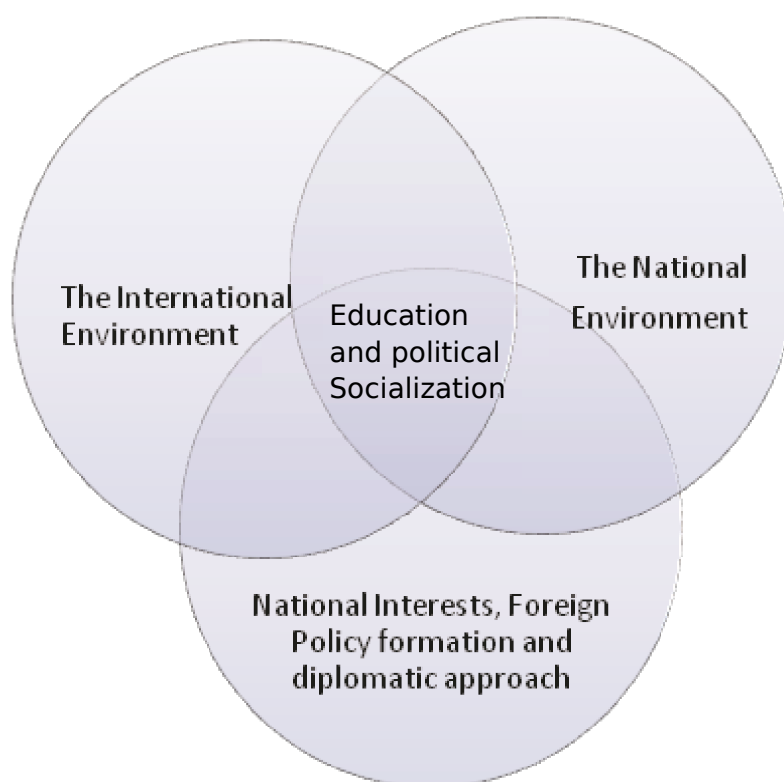 The International
Environment
Education
and political
Socialization
The National
Environment
National Interests, Foreign
Policy formation and
diplomatic approach